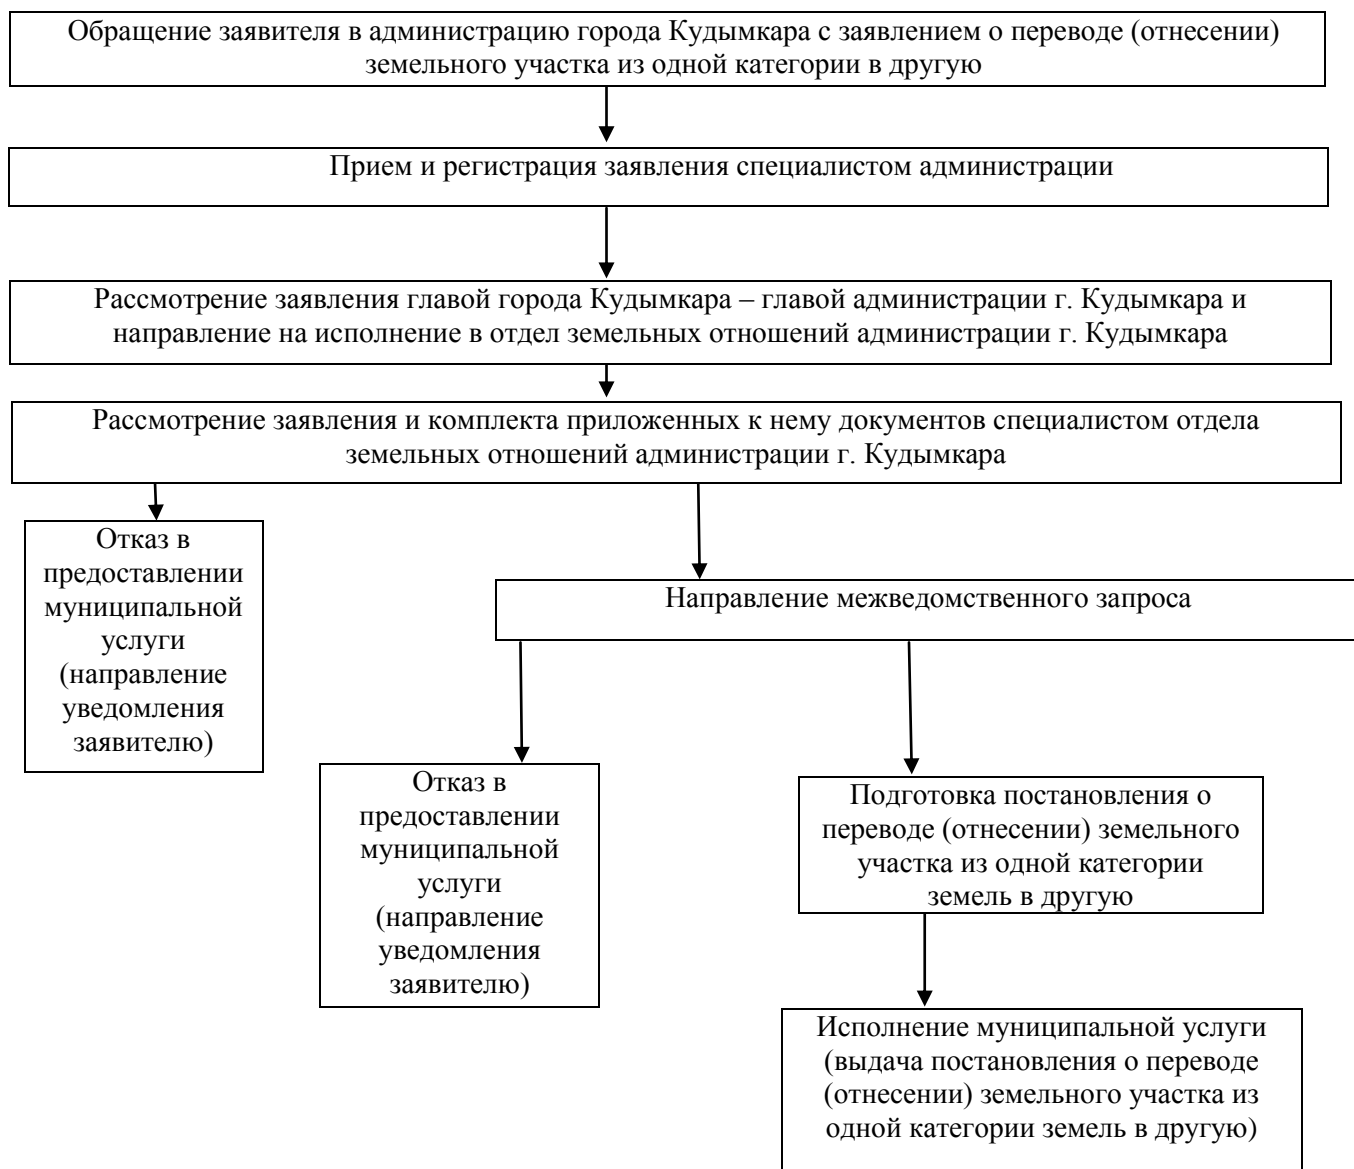 Обращение заявителя в администрацию города Кудымкара с заявлением о переводе (отнесении)
земельного участка из одной категории в другую
Прием и регистрация заявления специалистом администрации
Рассмотрение заявления главой города Кудымкара – главой администрации г. Кудымкара и
направление на исполнение в отдел земельных отношений администрации г. Кудымкара
Рассмотрение заявления и комплекта приложенных к нему документов специалистом отдела
земельных отношений администрации г. Кудымкара
Отказ в
предоставлении
муниципальной
услуги
(направление
уведомления
заявителю)
Направление межведомственного запроса
Отказ в
предоставлении
муниципальной
услуги
(направление
уведомления
заявителю)
Подготовка постановления о
переводе (отнесении) земельного
участка из одной категории
земель в другую
Исполнение муниципальной услуги
(выдача постановления о переводе
(отнесении) земельного участка из
одной категории земель в другую)